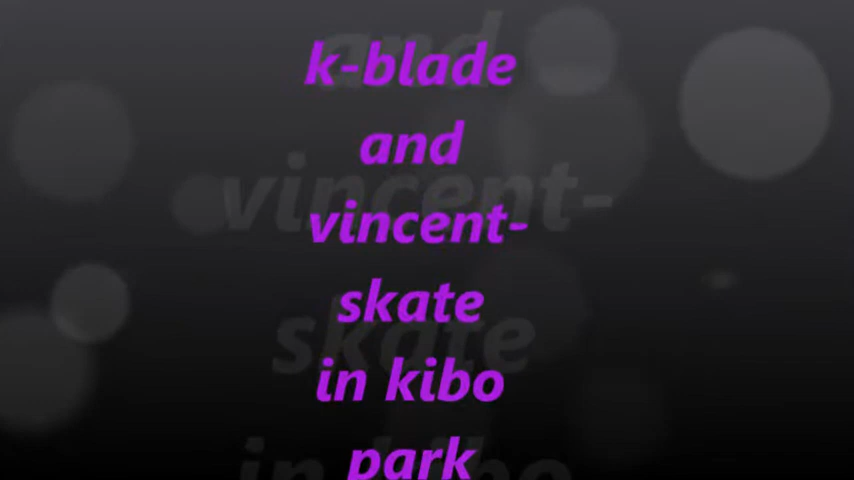 k-blade
and
vincent-
skate
in kibo
park